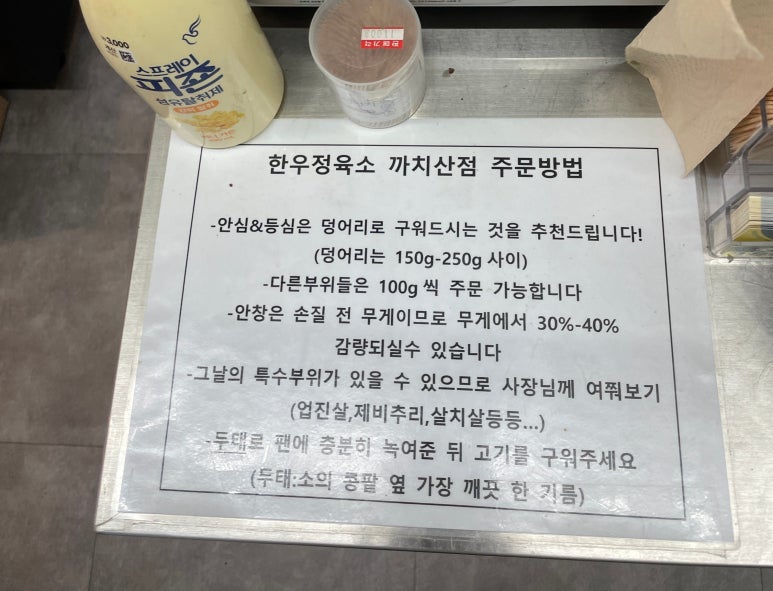 3,000
스프레이
피죤
섬유탈취제
한우정육소 까치산점 주문방법
-안심&등심은 덩어리로 구워드시는 것을 추천드립니다!
(덩어리는 150g-250g 사이)
-다른부위들은 100g 씩 주문 가능합니다
-안창은 손질 전 무게이므로 무게에서 30%-40%
감량되실수 있습니다
-그날의 특수부위가 있을 수 있으므로 사장님께 여쭤보기
(업진살,제비추리,살치살등등...)
-두태로 팬에 충분히 녹여준 뒤 고기를 구워주세요
(두태:소의 콩팥 옆 가장 깨끗 한 기름)